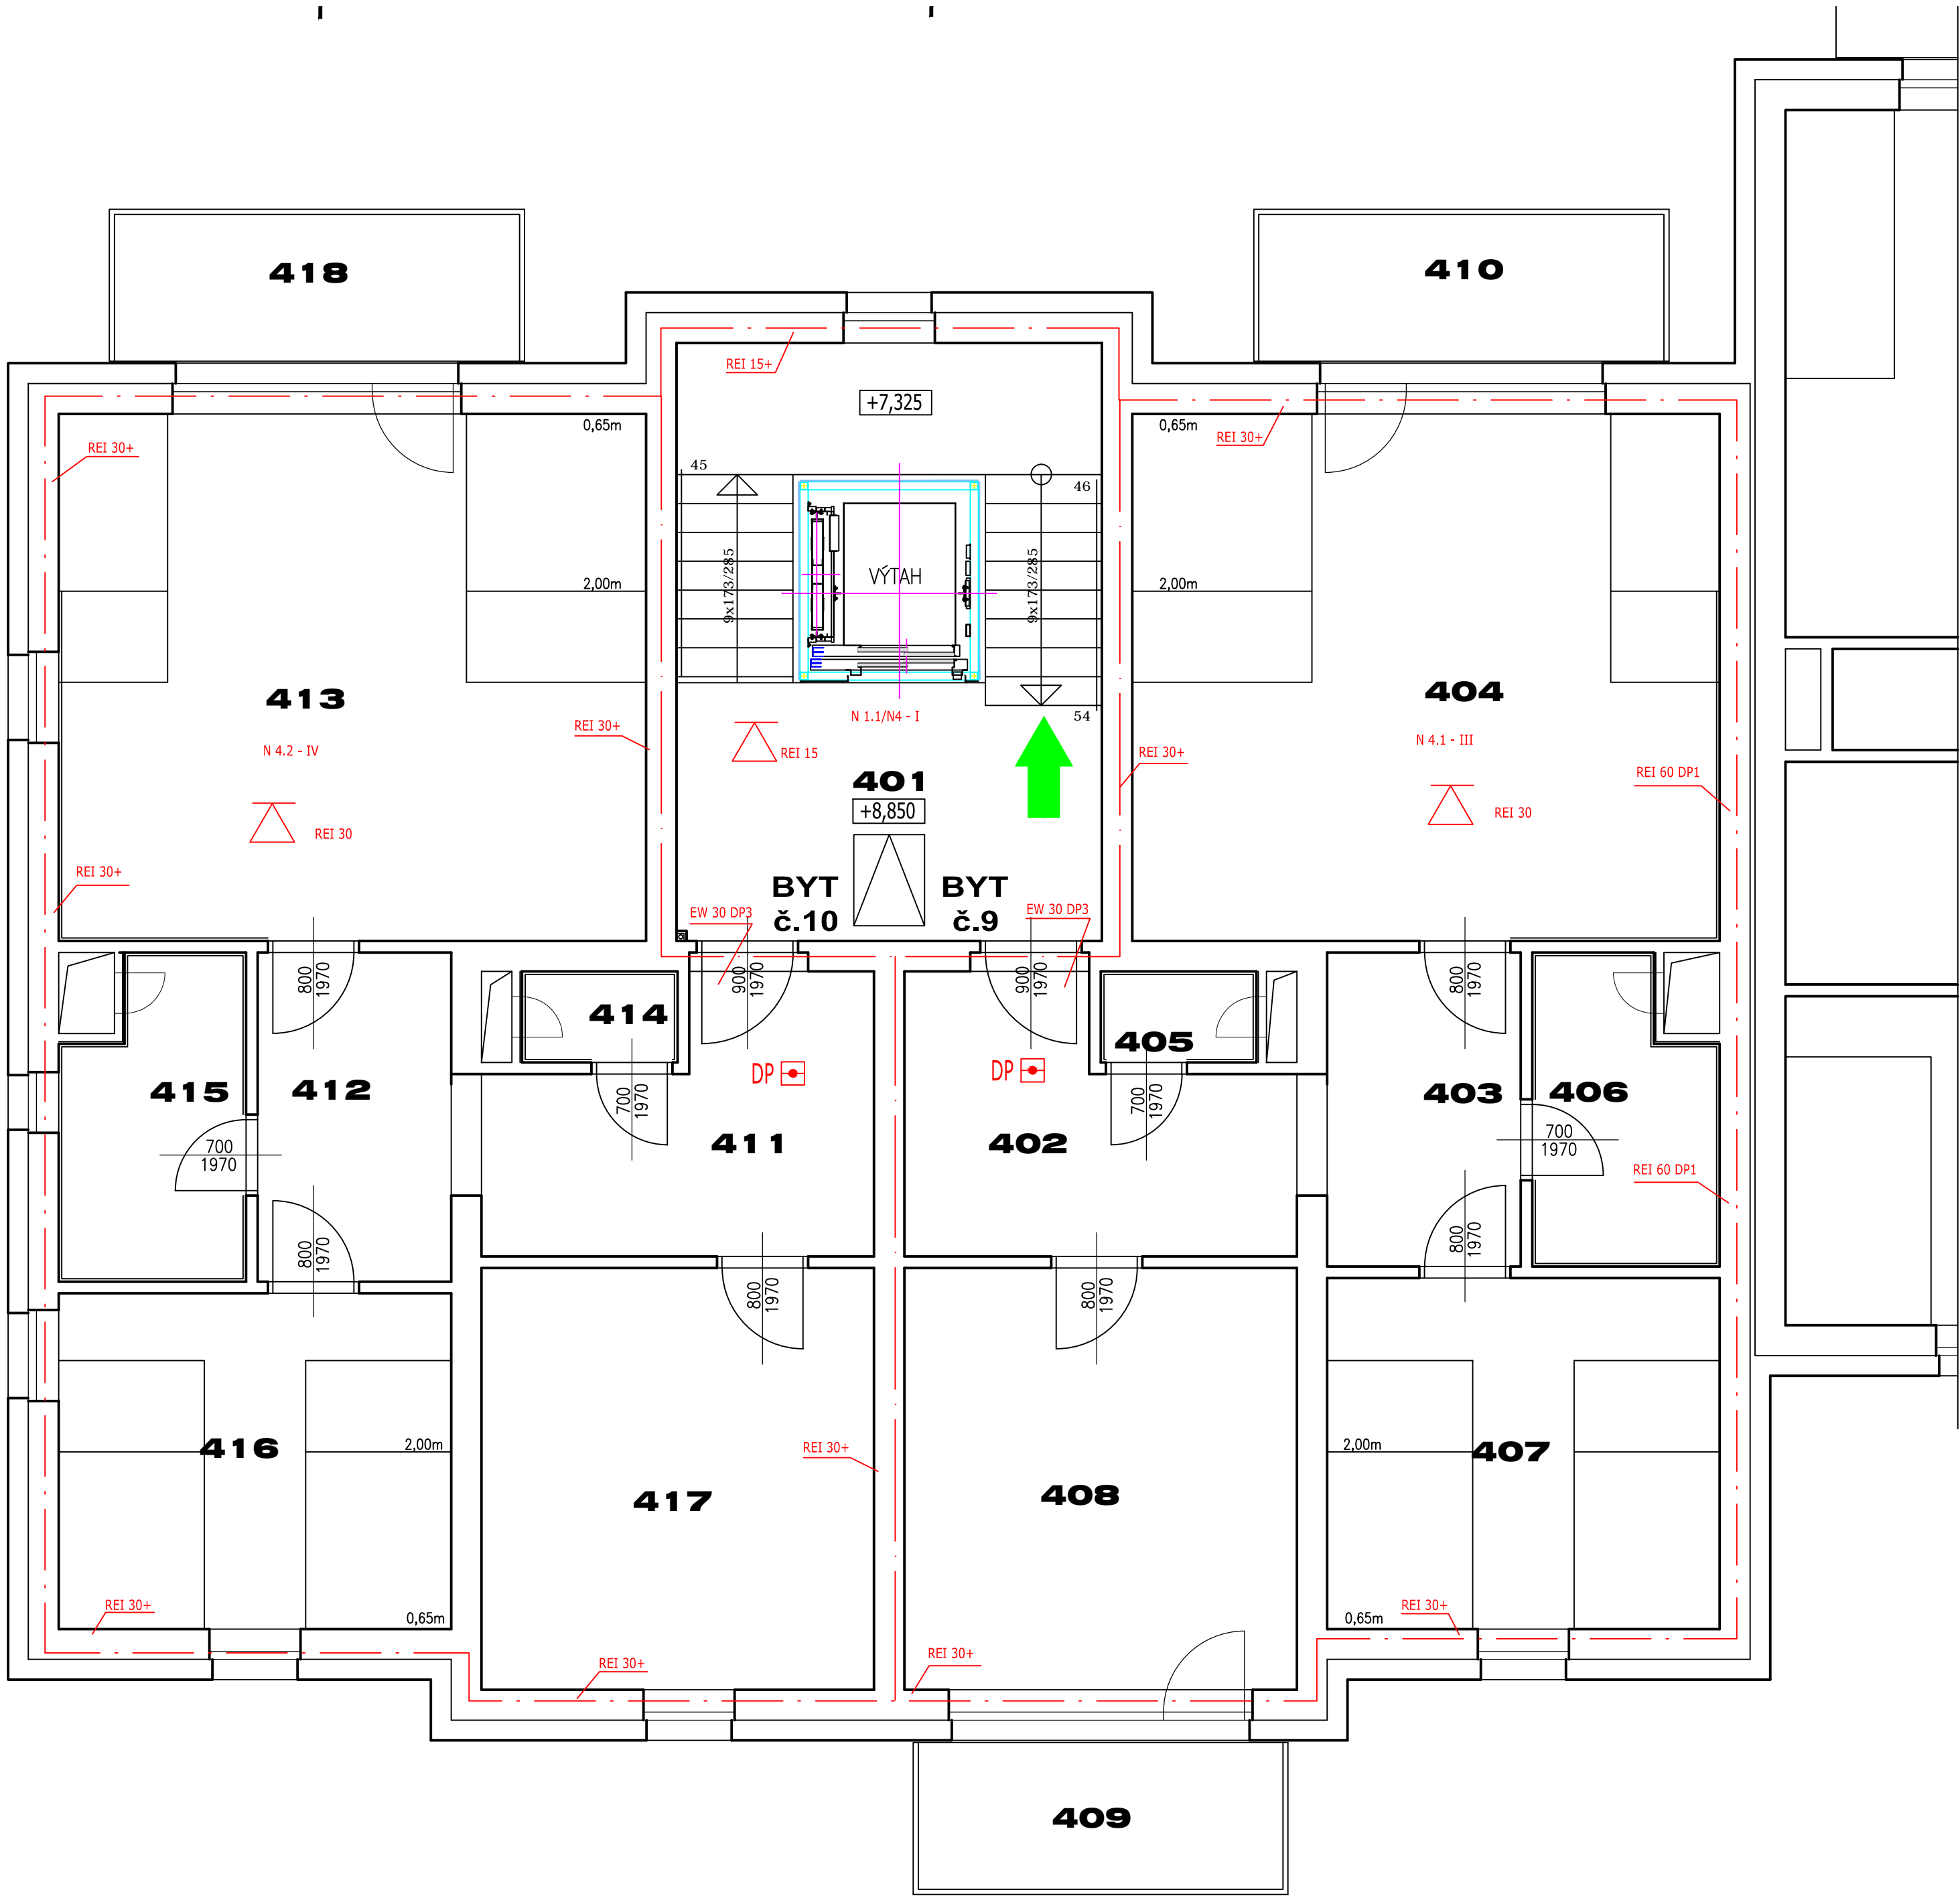 418
410
REI 15+
+7,325
0,65m
0,65m
REI 30+
REI 30+
45
46
9x173/285
VÝTAH
9x173/285
2,00m
2,00m
413
404
N 1.1/N4 - I
54
REI 30+
N 4.2 - IV
REI 15
REI 30+
N 4.1 - III
401
REI 60 DP1
+8,850
REI 30
REI 30
REI 30+
BYT
č.10
BYT
č.9
EW 30 DP3
EW 30 DP3
800
1970
900
1970
900
1970
800
1970
414
405
DP
DP
415
412
700
1970
700
1970
403
406
411
402
700
1970
700
1970
REI 60 DP1
800
1970
800
1970
800
1970
800
1970
416
2,00m
REI 30+
2,00m
407
417
408
REI 30+
0,65m
0,65m
REI 30+
REI 30+
REI 30+
409